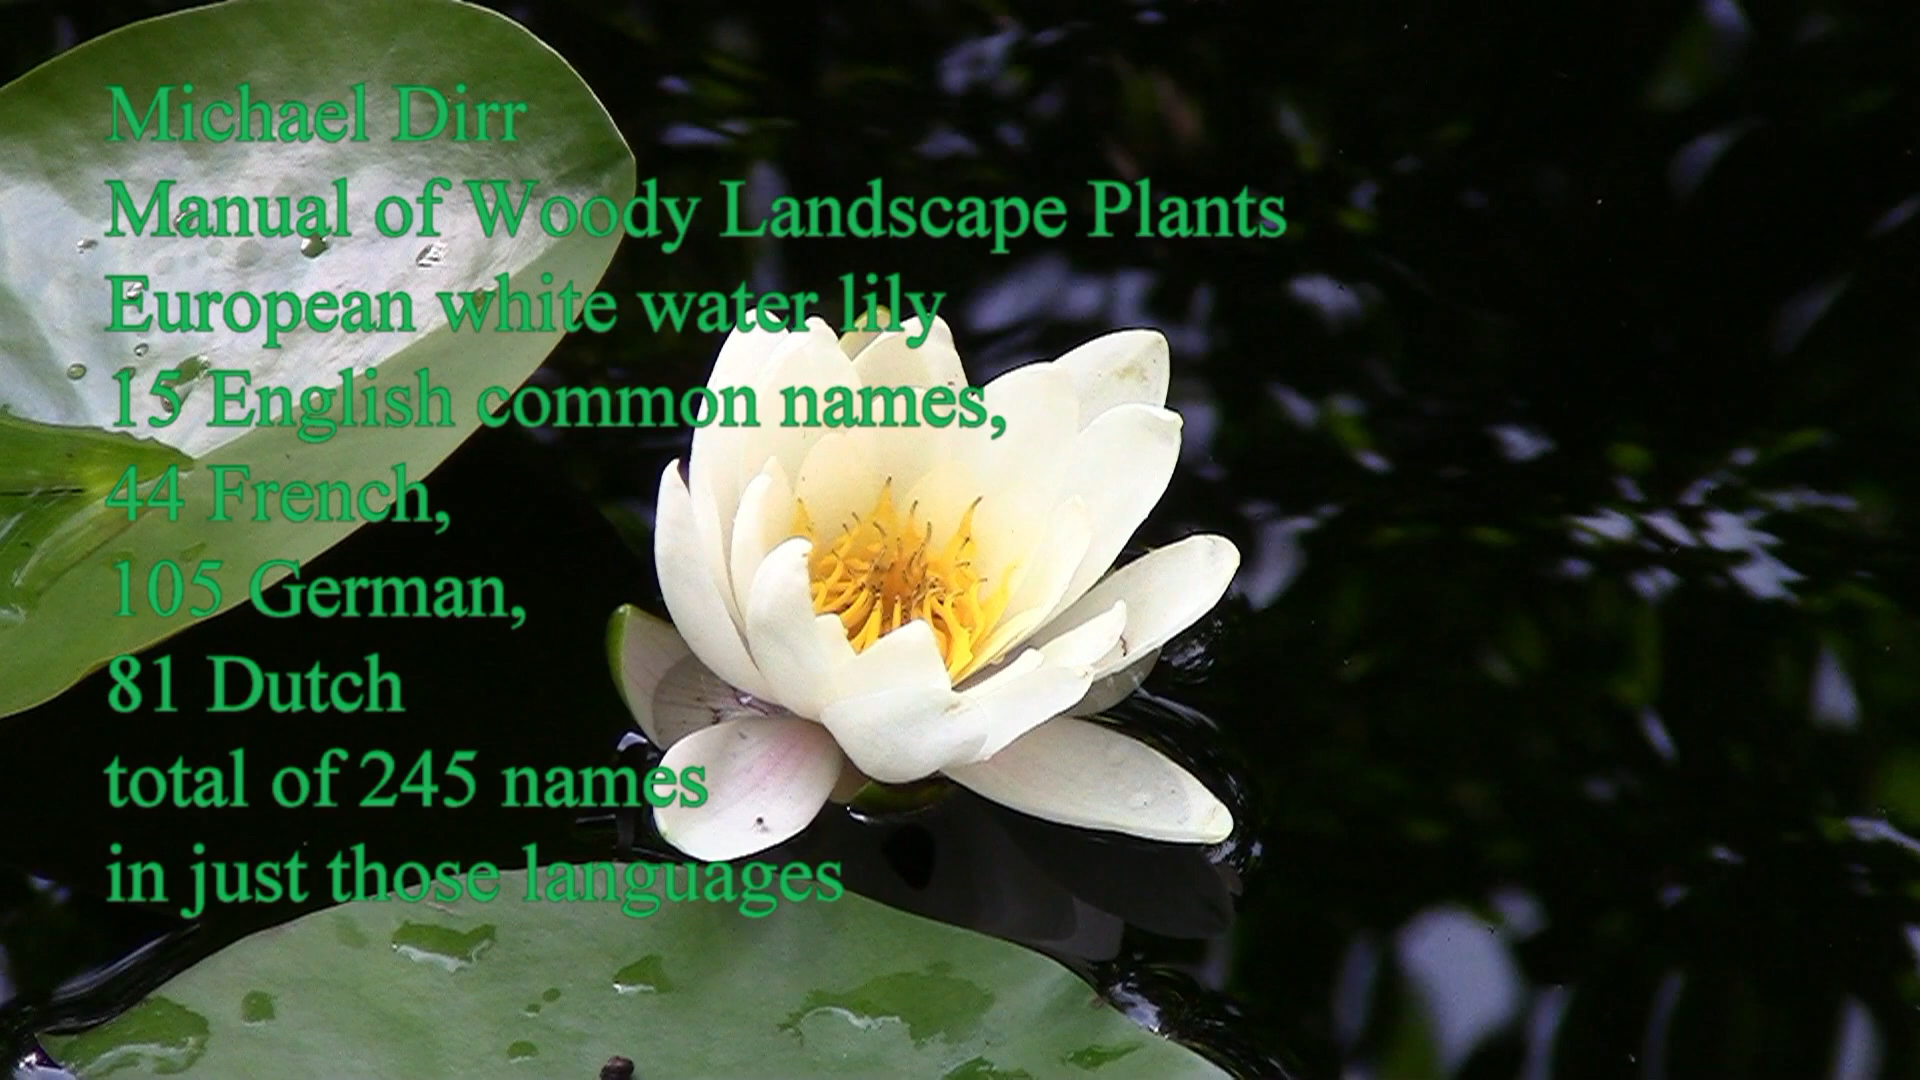 Michael Dirr
Manual of Woody Landscape Plants
European white water lily
15 English common names,
44 French,
105 German,
81 Dutch
total of 245 names
in just those languages